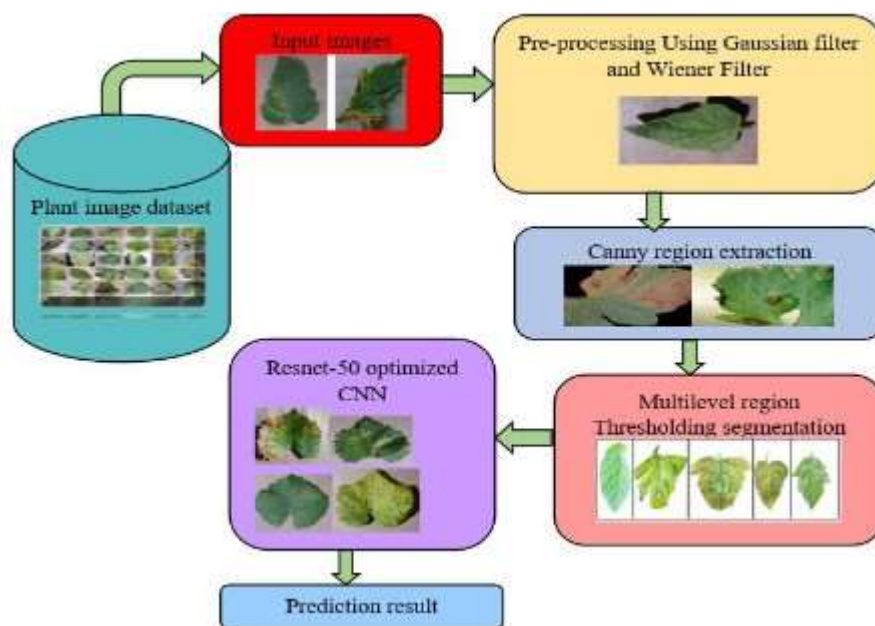 Input images
Pre-processing Using Gaussian filter
and Wiener Filter
Plant image dataset
Canny region extraction
Resnet-50 optimized
CNN
Multilevel region
Thresholding segmentation
Prediction result